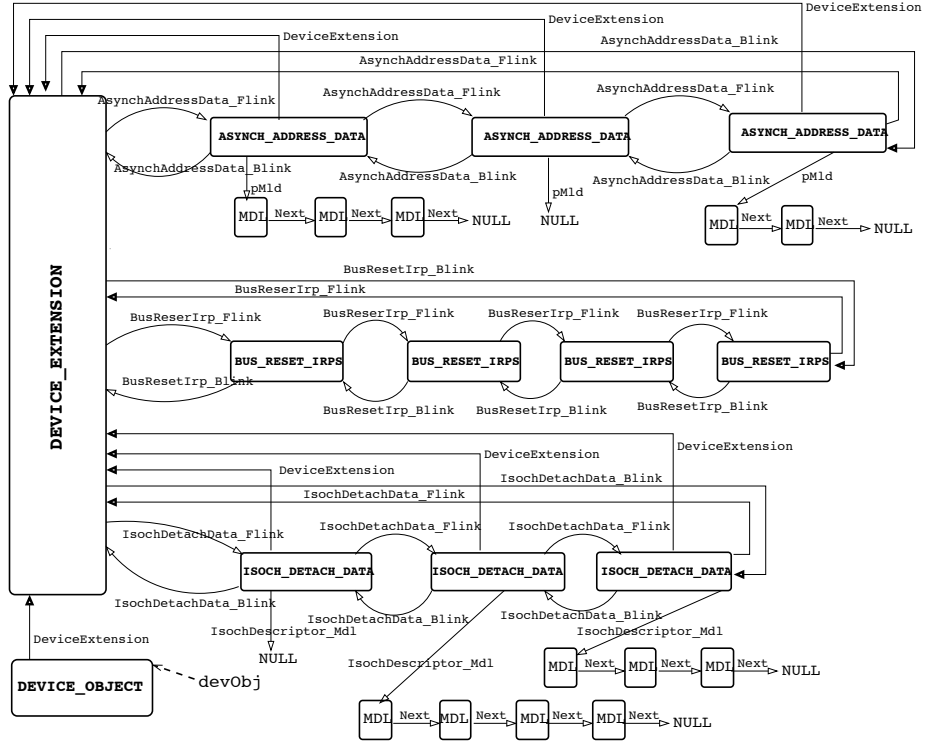 DeviceExtension
DeviceExtension
DeviceExtension
AsynchAddressData_Blink
AsynchAddressData_Flink
AsynchAddressData_Flink
AsynchAddressData_Flink
AsynchAddressData_Flink
ASYNCH_ADDRESS_DATA
ASYNCH_ADDRESS_DATA
ASYNCH_ADDRESS_DATA
AsynchAddressData_Blink
AsynchAddressData_Blink
AsynchAddressData_Blink
pMld
pMld
pMld
MDL
Next
MDL
Next
MDL
Next
NULL
NULL
MDL
Next
MDL
Next
NULL
DEVICE_EXTENSION
BusResetIrp_Blink
BusReserIrp_Flink
BusReserIrp_Flink
BusReserIrp_Flink
BusReserIrp_Flink
BusReserIrp_Flink
BUS_RESET_IRPS
BUS_RESET_IRPS
BUS_RESET_IRPS
BUS_RESET_IRPS
BusResetIrp_Blink
BusResetIrp_Blink
BusResetIrp_Blink
BusResetIrp_Blink
DeviceExtension
DeviceExtension
DeviceExtension
IsochDetachData_Blink
IsochDetachData_Flink
IsochDetachData_Flink
IsochDetachData_Flink
IsochDetachData_Flink
ISOCH_DETACH_DATA
ISOCH_DETACH_DATA
ISOCH_DETACH_DATA
IsochDetachData_Blink
IsochDetachData_Blink
IsochDetachData_Blink
IsochDescriptor_Mdl
IsochDescriptor_Mdl
IsochDescriptor_Mdl
NULL
MDL
Next
MDL
Next
MDL
Next
NULL
MDL
Next
MDL
Next
MDL
Next
MDL
Next
NULL
DeviceExtension
DEVICE_OBJECT
devObj